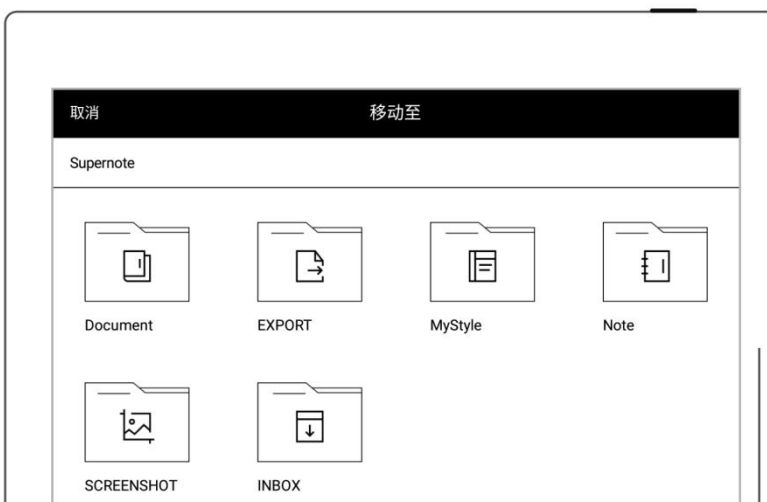 取消 移动至
Supernote
Document EXPORT MyStyle Note
SCREENSHOT INBOX